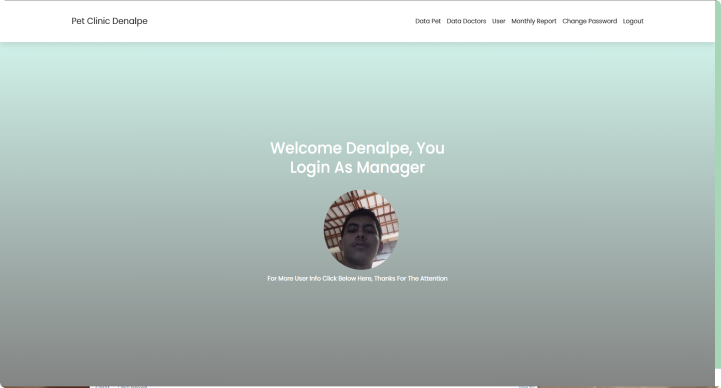 Pet Clinic Denalpe
Data Pet Data Doctors User Monthly Report Change Password Logout
Welcome Denalpe, You
Login As Manager
For More User Info Click Below Here, Thanks For The Attention